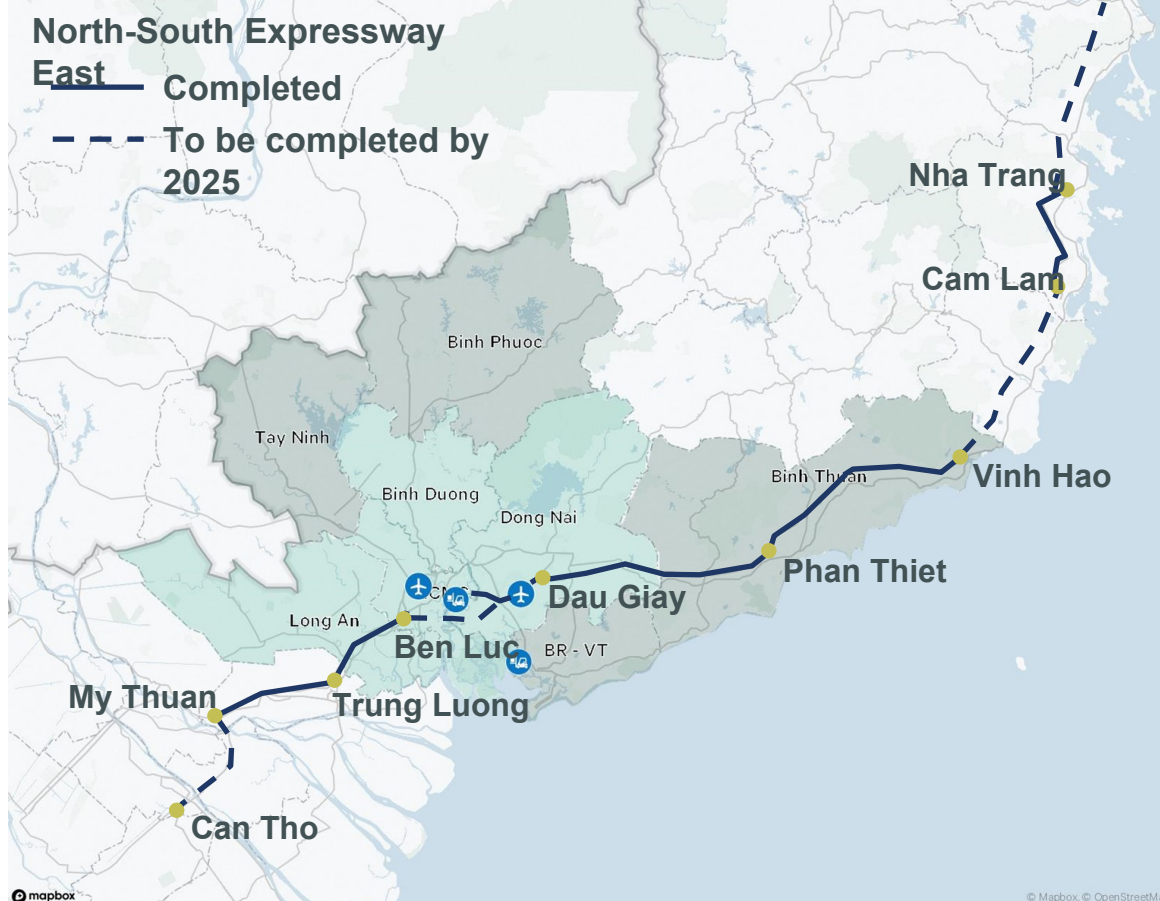 North-South Expressway
East
Completed
To be completed by
2025
Nha Trang
Cam Lam
Binh Phuoc
Tay Ninh
Binh Duong
Binh Thuan
Vinh Hao
Dong Nai
Phan Thiet
Dau Giay
Long An
Ben Luc
BR - VT
My Thuan
Trung Luong
Can Tho
mapbox
© Mapbox, © OpenStreetM